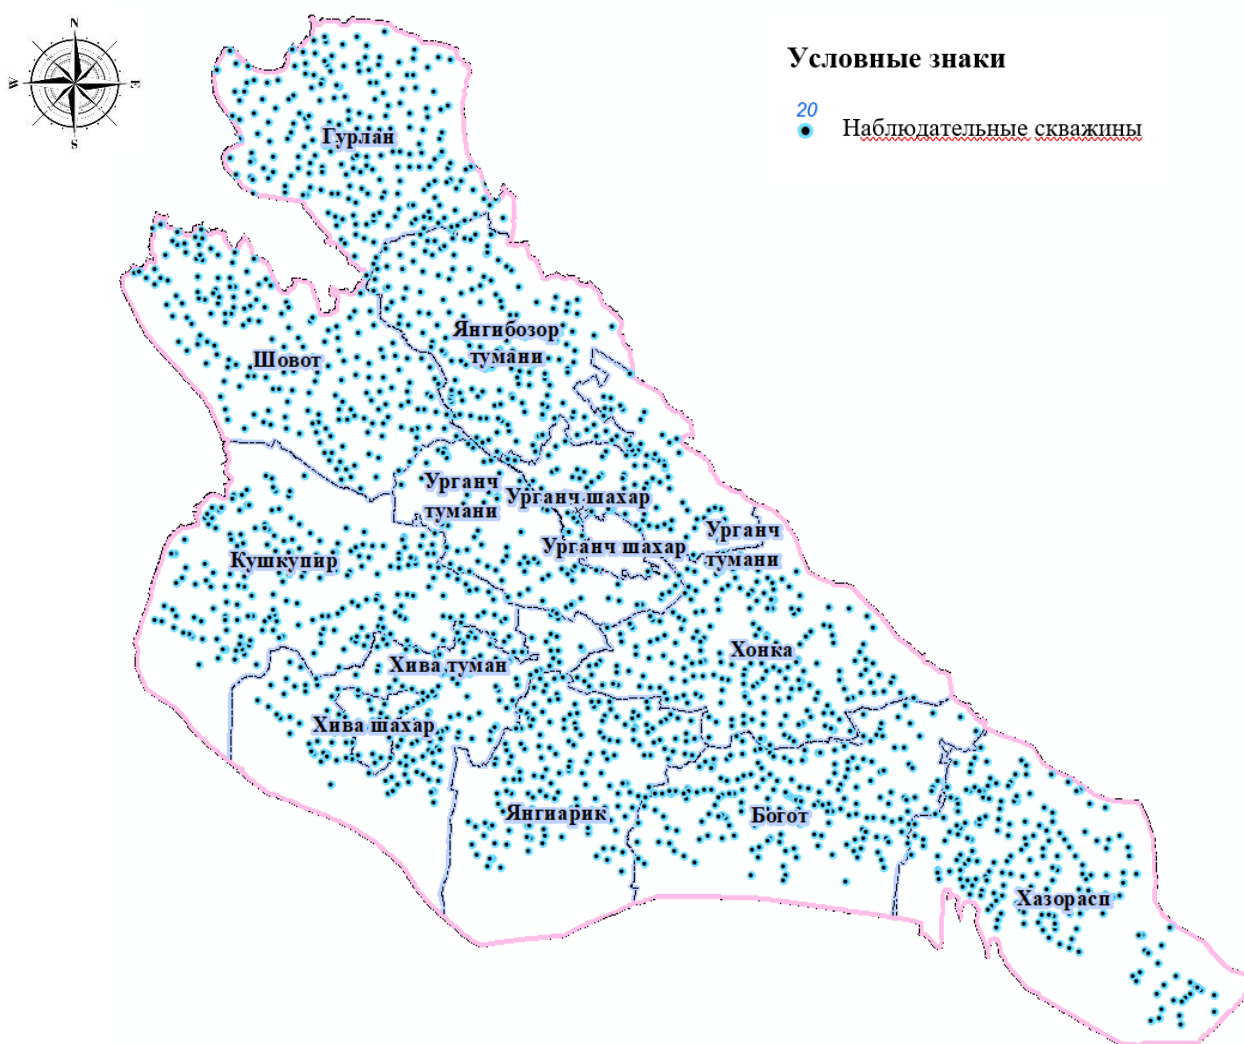 N
W
E
S
Условные знаки
20
Наблюдательные скважины
Гурлан
Янгибозор
тумани
Шовот
Урганч
тумани
Урганч шахар
Урганч шахар
Урганч
тумани
Кушкупир
Хонка
Хива туман
Хива шахар
Янгиарик
Богот
Хазорасп